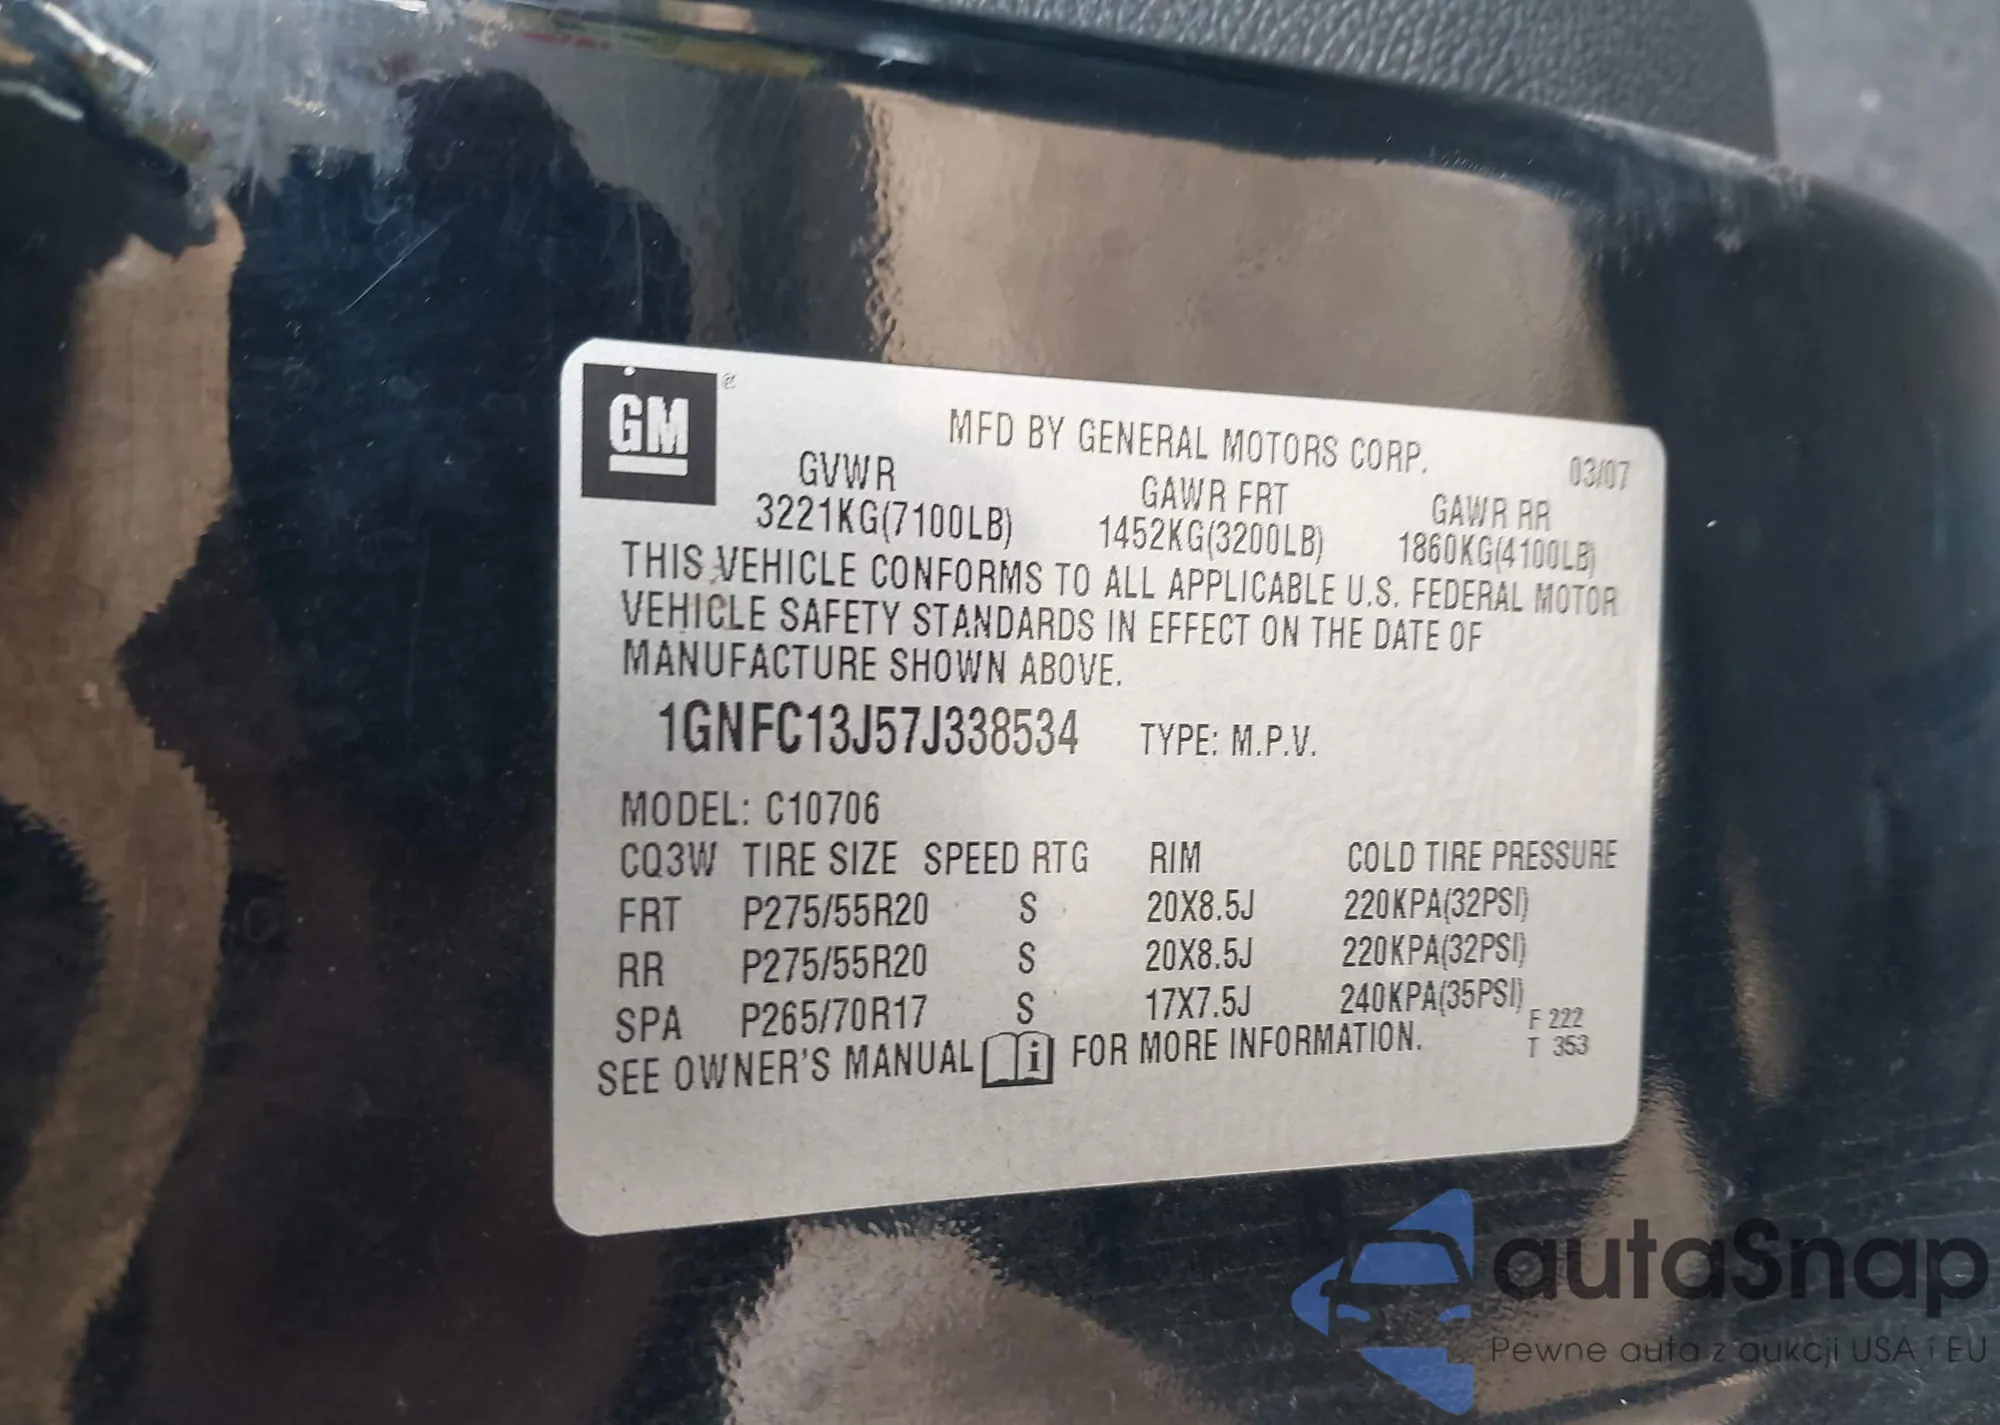 GM ®
MFD BY GENERAL MOTORS CORP.
03/07
GVWR GAWR FRT GAWR RR
3221KG(7100LB) 1452KG(3200LB) 1860KG(4100LB)
THIS VEHICLE CONFORMS TO ALL APPLICABLE U.S. FEDERAL MOTOR
VEHICLE SAFETY STANDARDS IN EFFECT ON THE DATE OF
MANUFACTURE SHOWN ABOVE.
1GNFC13J57J338534 TYPE: M.P.V.
MODEL: C10706
CQ3W TIRE SIZE SPEED RTG RIM COLD TIRE PRESSURE
FRT P275/55R20 S 20X8.5J 220KPA(32PSI)
RR P275/55R20 S 20X8.5J 220KPA(32PSI)
SPA P265/70R17 S 17X7.5J 240KPA(35PSI)
SEE OWNER'S MANUAL i FOR MORE INFORMATION.
F 222
T 353
autaSnap
Pewne auta z aukcji USA i EU